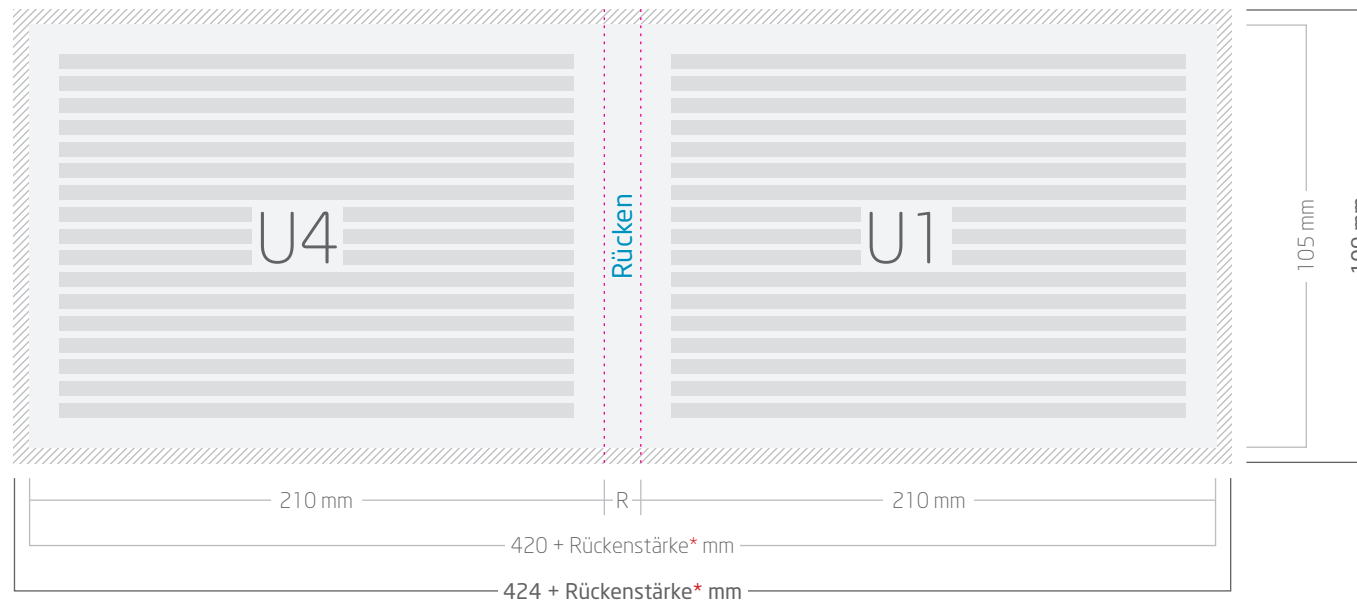 U4
Rücken
U1
105 mm
210 mm
R
210 mm
420 + Rückenstärke* mm
424 + Rückenstärke* mm